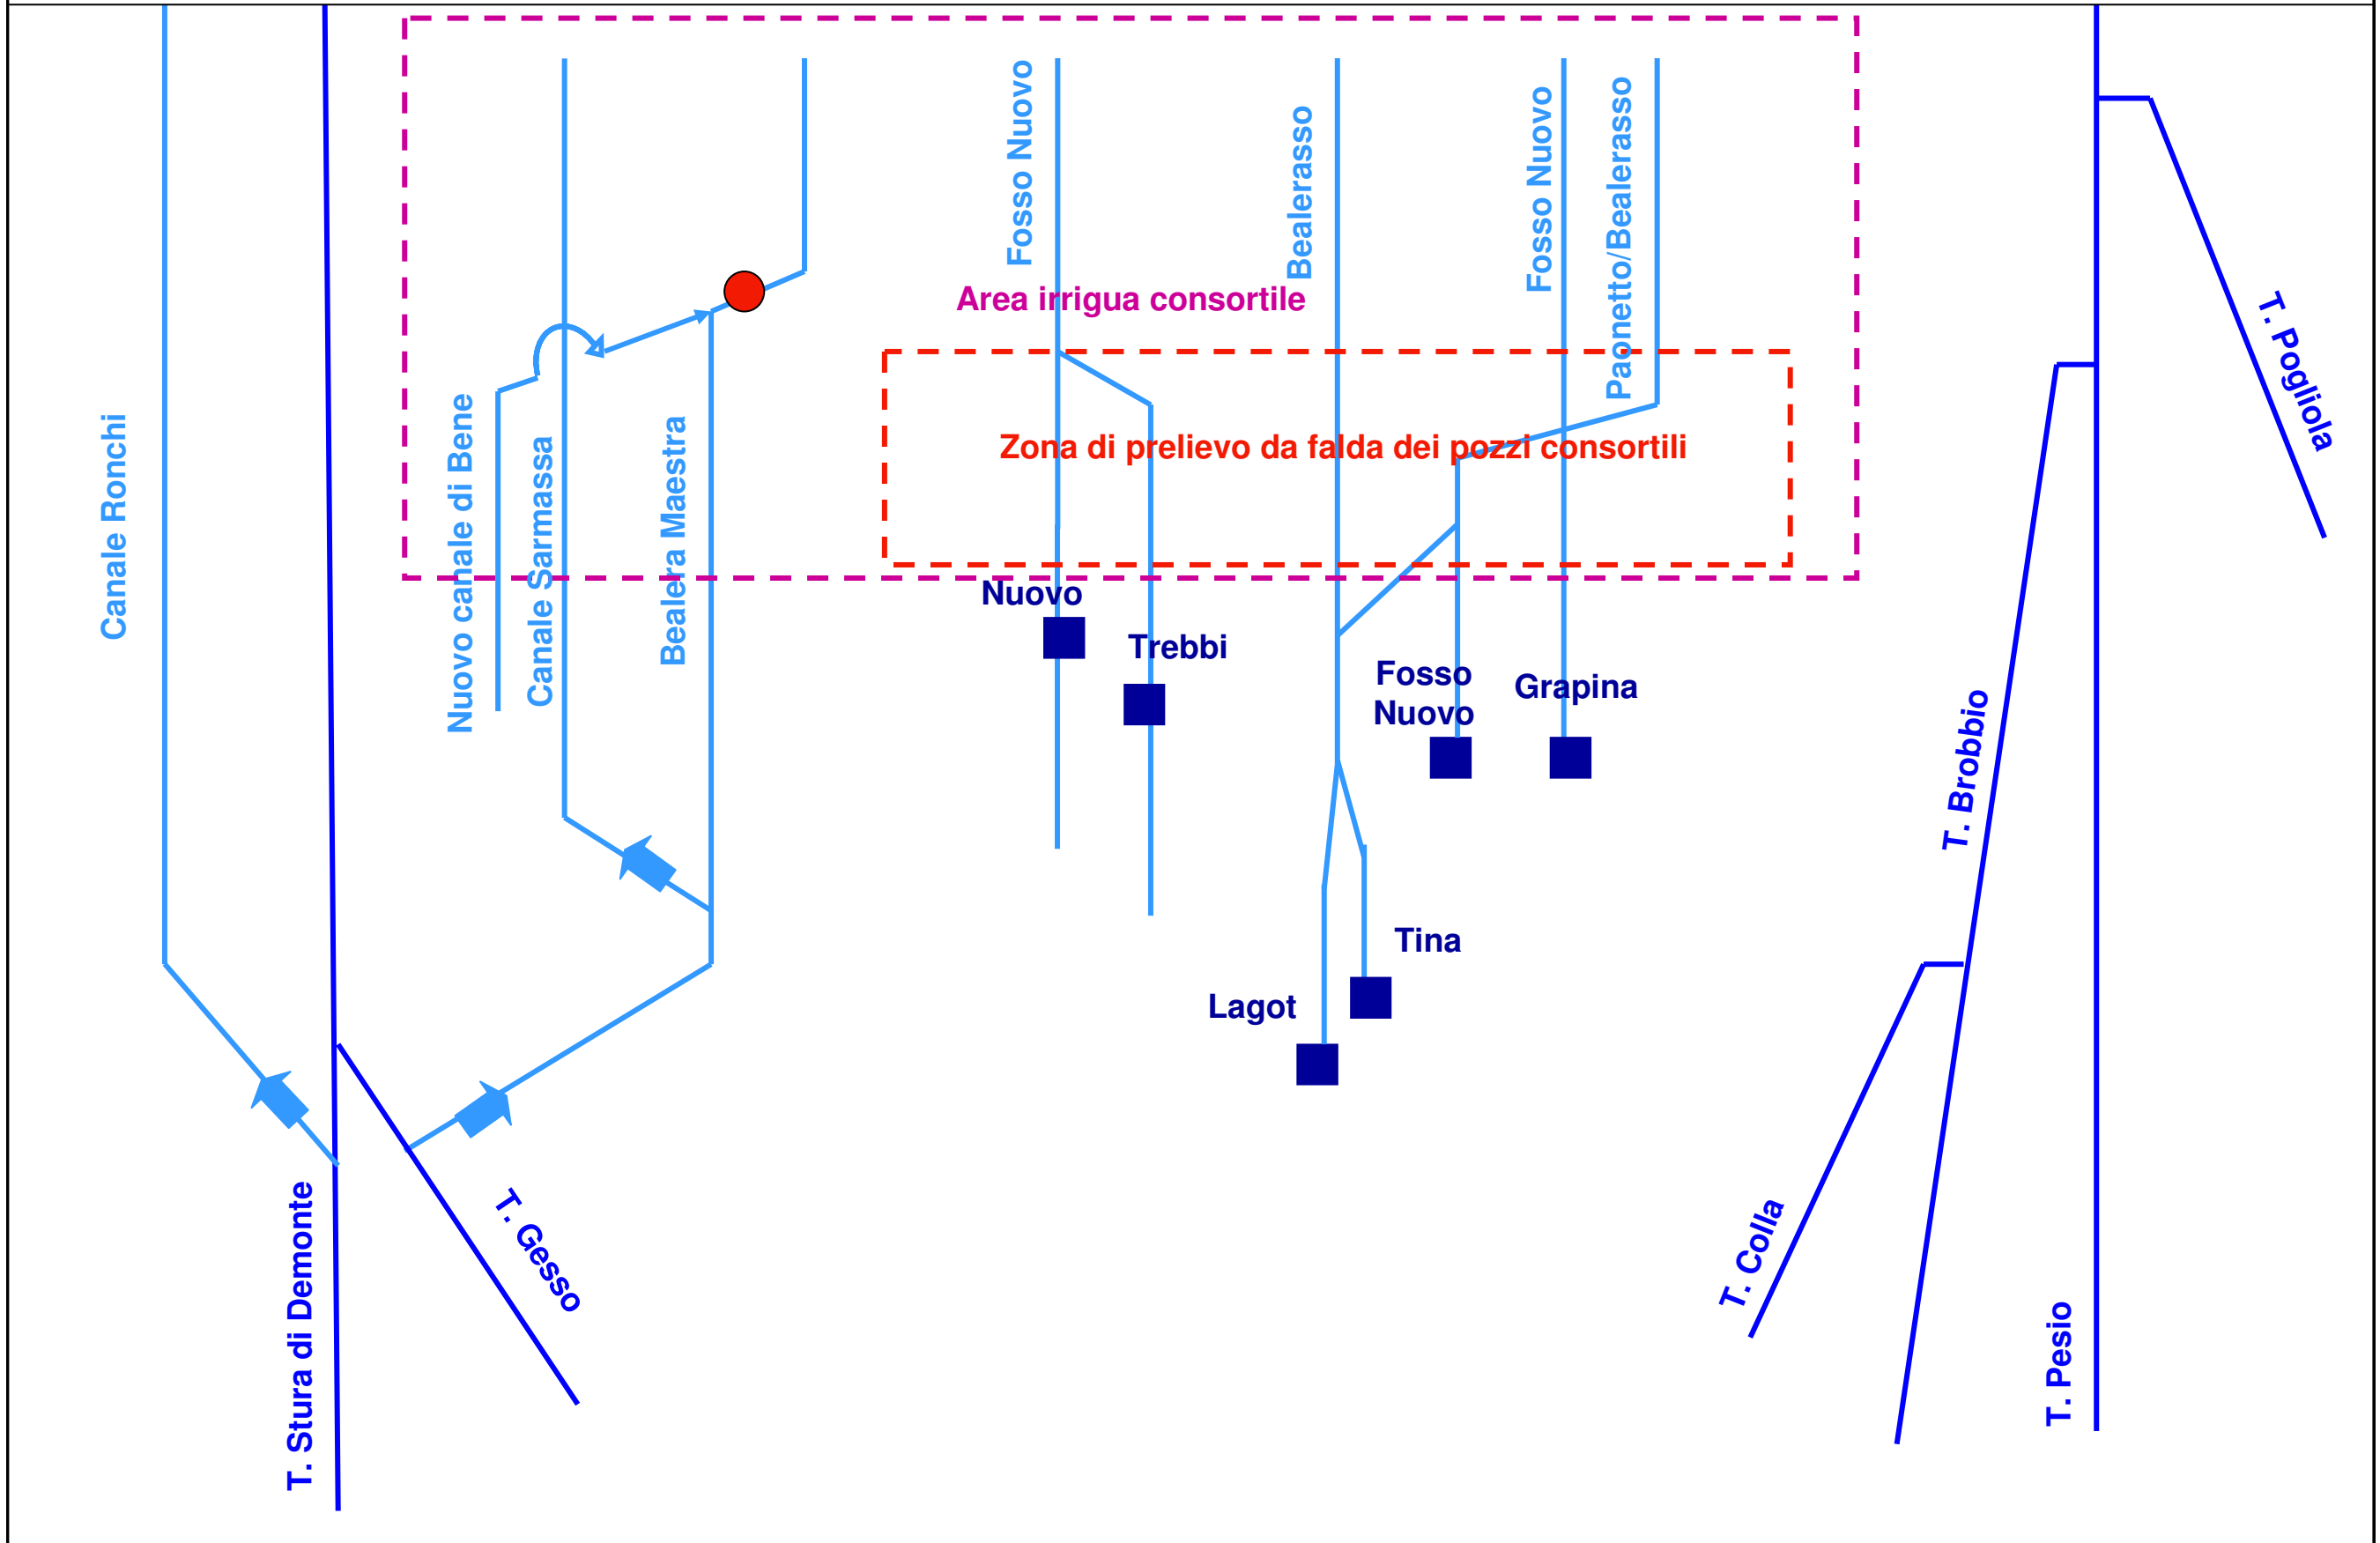 Canale Ronchi
T. Stura di Demonte
T. Gesso
Nuovo canale di Bene
Canale Sarmassa
Bealera Maestra
Fosso Nuovo
Bealerasso
Fosso Nuovo
Paonetto/Bealerasso
Area irrigua consortile
Zona di prelievo da falda dei pozzi consortili
Nuovo
Trebbi
Fosso
Nuovo
Grapina
Tina
Lagot
T. Pogliola
T. Brobbio
T. Colla
T. Pesio